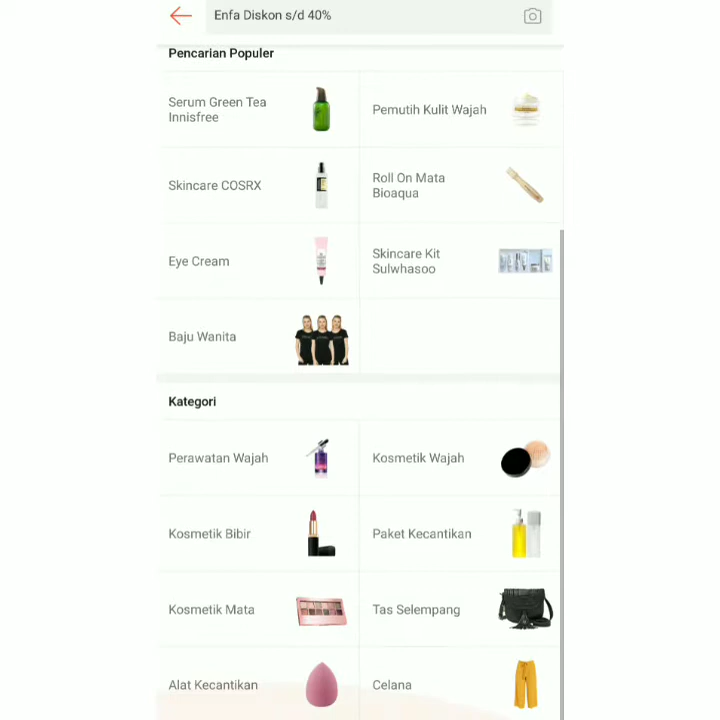 Enfa Diskon s/d 40%
Pencarian Populer
Serum Green Tea
Innisfree
Pemutih Kulit Wajah
Skincare COSRX
Roll On Mata
Bioaqua
Eye Cream
Skincare Kit
Sulwhasoo
Baju Wanita
Kategori
Perawatan Wajah
Kosmetik Wajah
Kosmetik Bibir
Paket Kecantikan
Kosmetik Mata
Tas Selempang
Alat Kecantikan
Celana